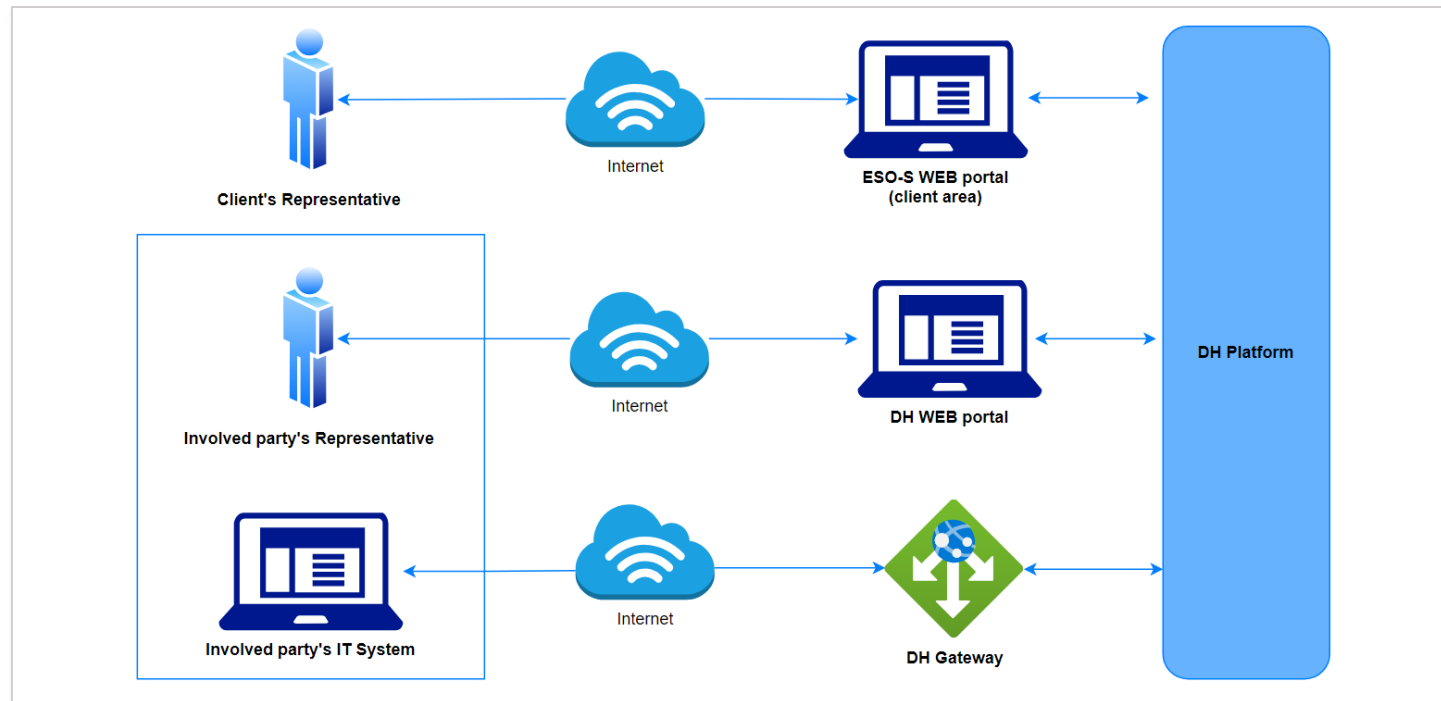 Internet
ESO-S WEB portal
(client area)
Client's Representative
DH Platform
Internet
DH WEB portal
Involved party's Representative
Internet
Involved party's IT System
DH Gateway